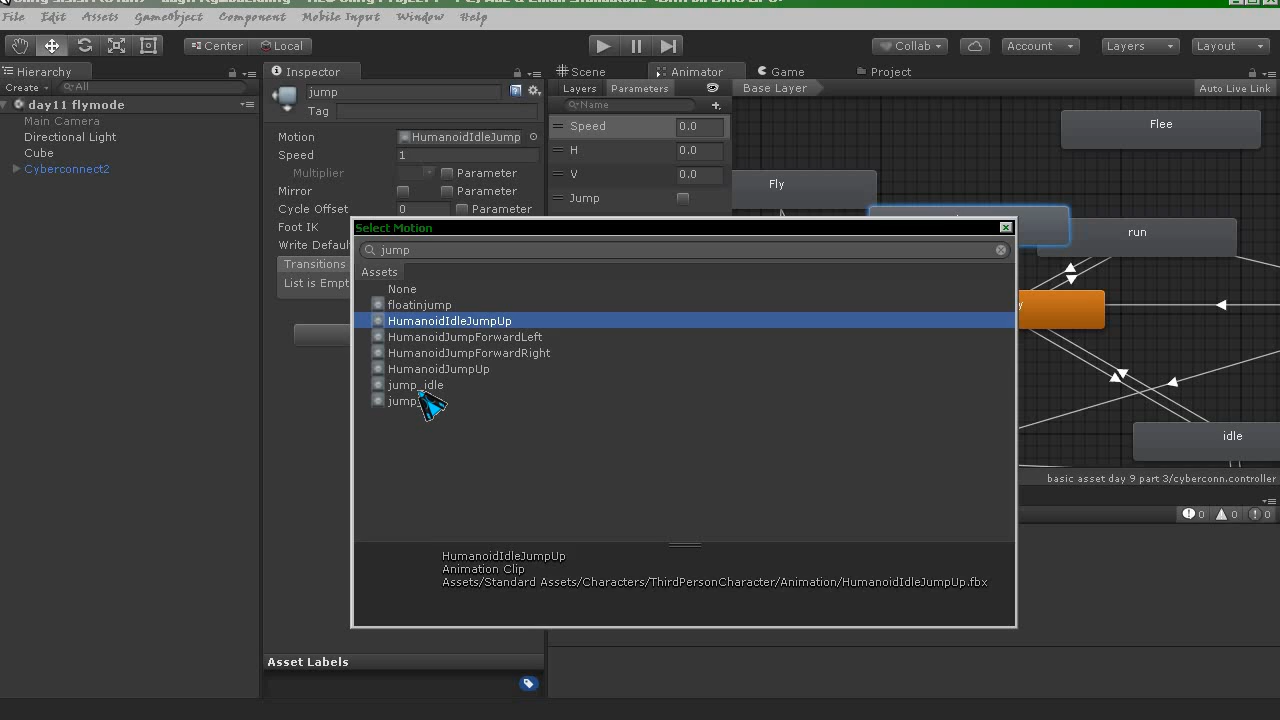 File Edit Assets GameObject Component Mobile Input Window Help
Center Local Collab Account Layers Layout
Hierarchy
Create All
day11 flymode
Main Camera
Directional Light
Cube
Cyberconnect2
Inspector
jump
Tag
Motion HumanoidIdleJump
Speed 1
Multiplier Parameter
Mirror Parameter
Cycle Offset 0 Parameter
Foot IK
Write Defau
Transitions
List is Empt
Asset Labels
Scene Animator Game Project
Layers Parameters Base Layer Auto Live Link
Name
Speed 0.0
H 0.0
V 0.0
Jump
Flee
Fly
run
idle
basic asset day 9 part 3/cyberconn.controller
0 0 0
Select Motion
jump
Assets
None
floatinjump
HumanoidIdleJumpUp
HumanoidJumpForwardLeft
HumanoidJumpForwardRight
HumanoidJumpUp
jump_idle
jump
HumanoidIdleJumpUp
Animation Clip
Assets/Standard Assets/Characters/ThirdPersonCharacter/Animation/HumanoidIdleJumpUp.fbx